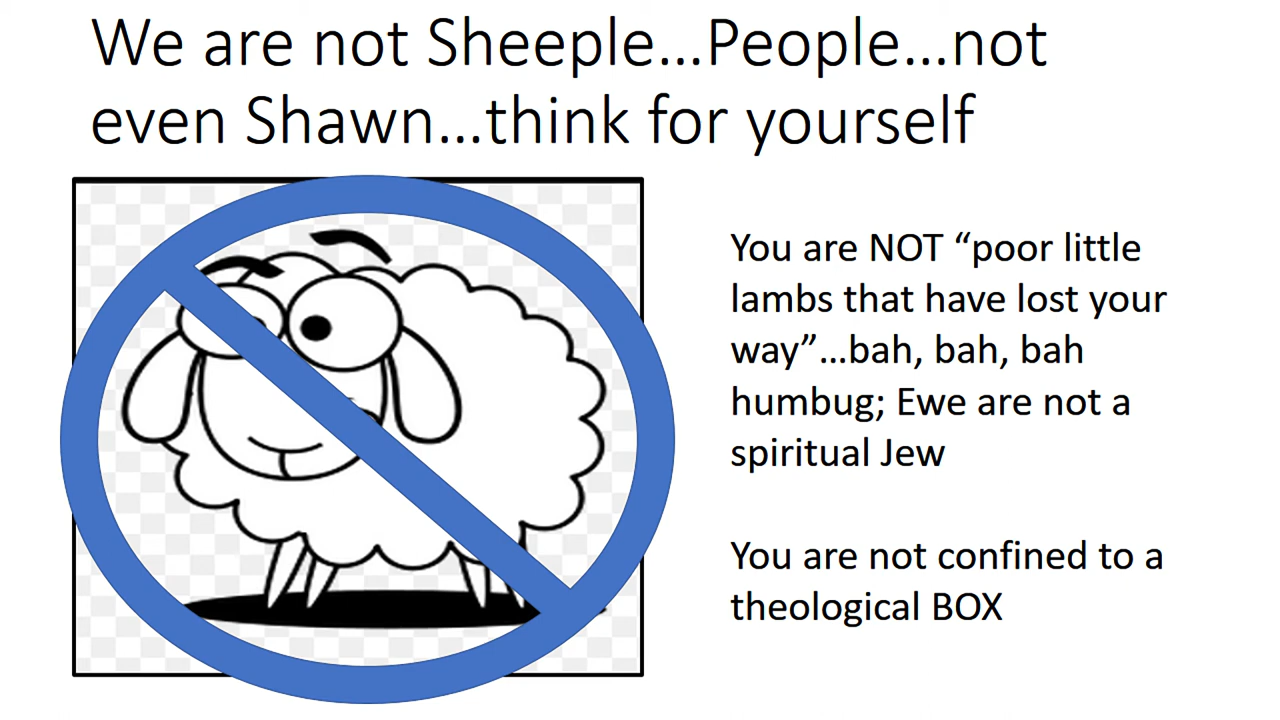 We are not Sheeple…People…not
even Shawn…think for yourself
You are NOT “poor little
lambs that have lost your
way”…bah, bah, bah
humbug; Ewe are not a
spiritual Jew
You are not confined to a
theological BOX